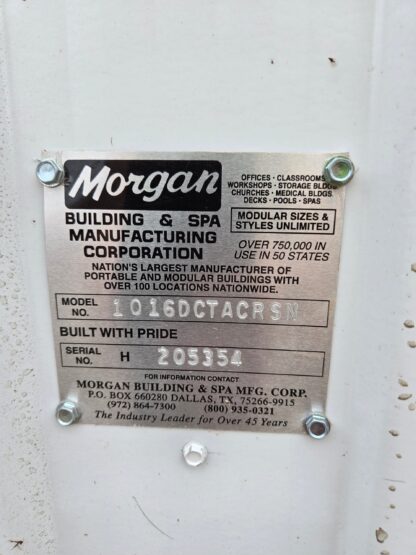 Morgan
OFFICES · CLASSROOMS
WORKSHOPS · STORAGE BLDGS
CHURCHES · MEDICAL BLDGS.
DECKS · POOLS · SPAS
BUILDING & SPA
MANUFACTURING
CORPORATION
MODULAR SIZES &
STYLES UNLIMITED
OVER 750,000 IN
USE IN 50 STATES
NATION'S LARGEST MANUFACTURER OF
PORTABLE AND MODULAR BUILDINGS WITH
OVER 100 LOCATIONS NATIONWIDE.
MODEL NO. 1016DCTACRSN
BUILT WITH PRIDE
SERIAL NO. H 205354
FOR INFORMATION CONTACT
MORGAN BUILDING & SPA MFG. CORP.
P.O. BOX 660280 DALLAS, TX, 75266-9915
(972) 864-7300 (800) 935-0321
The Industry Leader for Over 45 Years